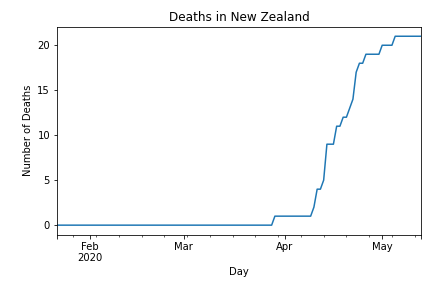 Deaths in New Zealand
20
15
10
5
0
Number of Deaths
Feb
2020
Mar
Apr
May
Day